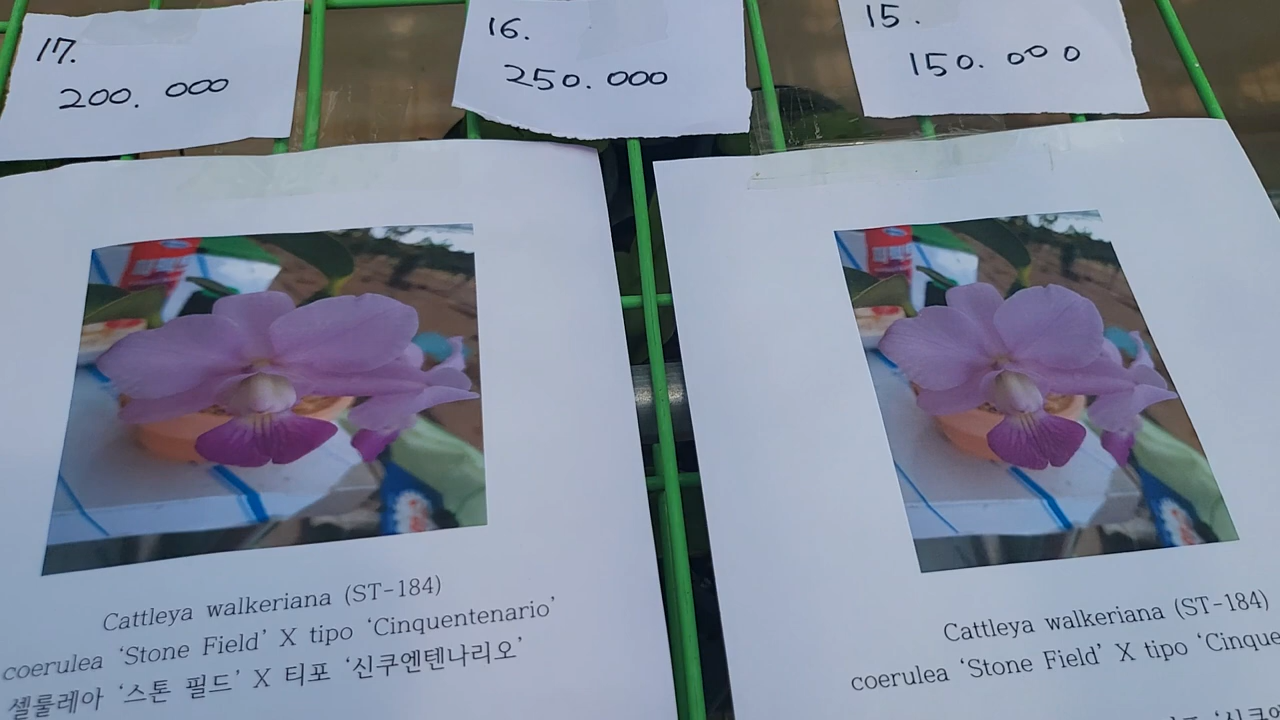 17.
200.000
16.
250.000
15.
150.000
Cattleya walkeriana (ST-184)
coerulea ‘Stone Field’ X tipo ‘Cinquentenario’
셀룰레아 ‘스톤 필드’ X 티포 ‘신쿠엔텐나리오’
Cattleya walkeriana (ST-184)
coerulea ‘Stone Field’ X tipo ‘Cinque